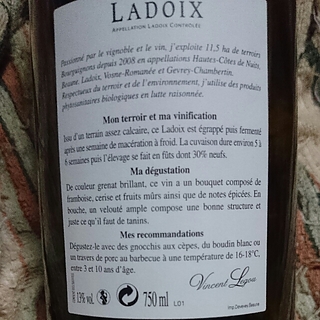 LADOIX
APPELLATION LADOIX CONTRÔLÉE
Passionné par le vignoble et le vin, j'exploite 11,5 ha de terroirs
Bourguignons depuis 2008 en appellations Hautes-Côtes de Nuits,
Beaune, Ladoix, Vosne-Romanée et Gevrey-Chambertin.
Respectueux du terroir et de l'environnement, j'utilise des produits
phytosanitaires biologiques en lutte raisonnée.
Mon terroir et ma vinification
Issu d'un terrain assez calcaire, ce Ladoix est égrappé puis fermenté
après une semaine de macération à froid. La cuvaison dure environ 5 à
6 semaines puis l'élevage se fait en fûts dont 30% neufs.
Ma dégustation
De couleur grenat brillant, ce vin a un bouquet composé de
framboise, cerise et fruits mûrs ainsi que de notes épicées. En
bouche, un velouté ample compose une bonne structure et
juste ce qu'il faut de tanins.
Mes recommandations
Dégustez-le avec des gnocchis aux cèpes, du boudin blanc ou
un travers de porc au barbecue à une température de 16-18°C,
entre 3 et 10 ans d'âge.
13% vol. 750 ml L01
Vincent Legou